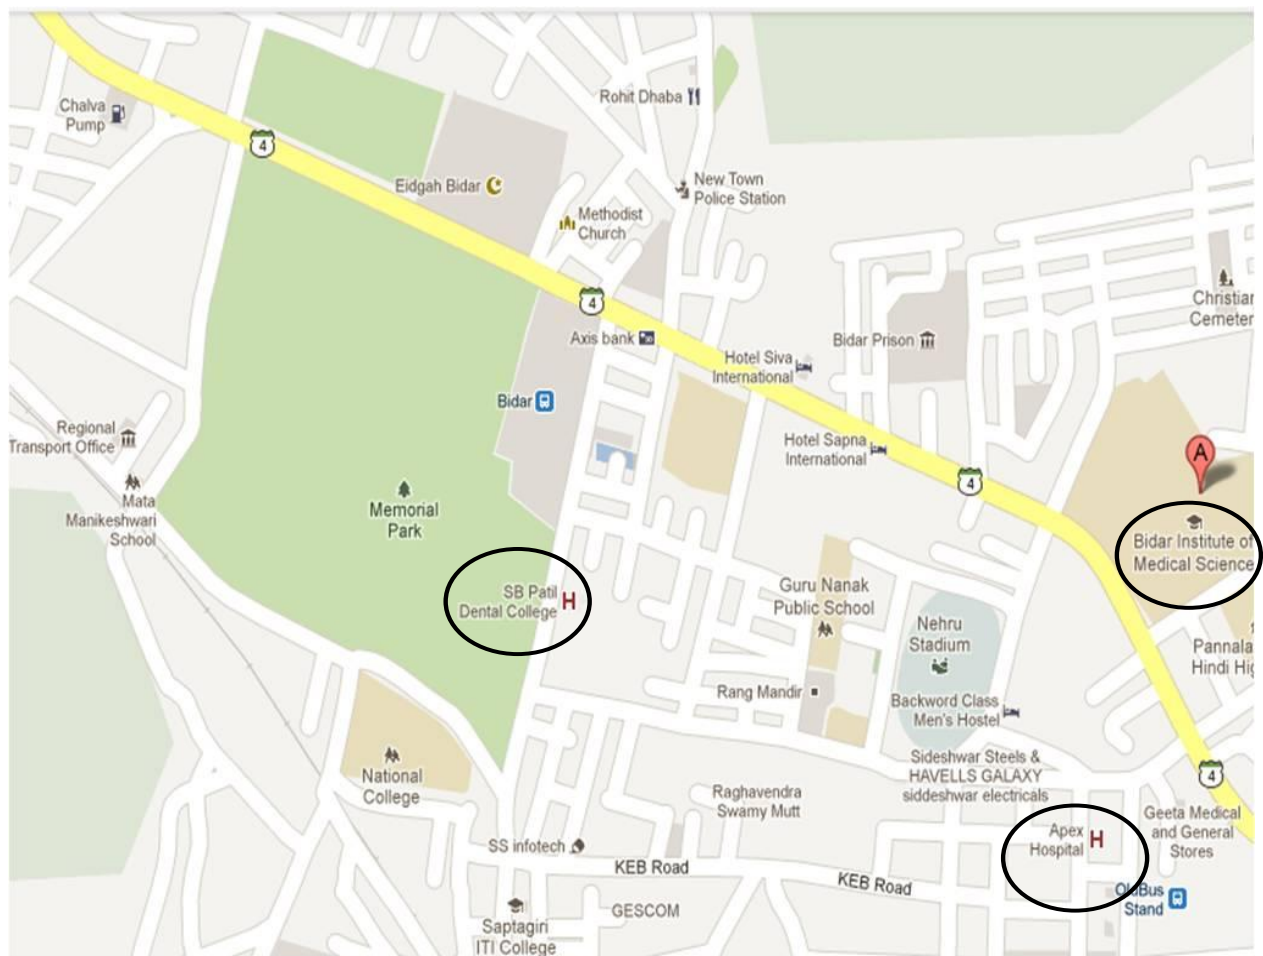 Chalva
Pump
4
Rohit Dhaba
Eidgah Bidar
New Town
Police Station
Methodist
Church
4
Axis bank
Christian
Cemeter
Bidar Prison
Hotel Siva
International
Bidar
Regional
Transport Office
Hotel Sapna
International
A
4
Mata
Manikeshwari
School
Memorial
Park
Bidar Institute of
Medical Science
SB Patil
Dental College
H
Guru Nanak
Public School
Nehru
Stadium
Pannala
Hindi Hig
Rang Mandir
Backword Class
Men's Hostel
National
College
Sideshwar Steels &
HAVELLS GALAXY
siddeshwar electricals
4
Raghavendra
Swamy Mutt
Geeta Medical
and General
Stores
Apex
Hospital
H
SS infotech
KEB Road
KEB Road
Old Bus
Stand
GESCOM
Saptagiri
ITI College